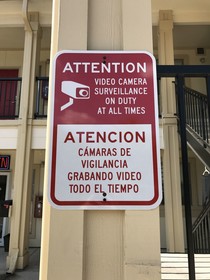 ATTENTION
VIDEO CAMERA
SURVEILLANCE
ON DUTY
AT ALL TIMES
ATENCION
CÁMARAS DE
VIGILANCIA
GRABANDO VIDEO
TODO EL TIEMPO